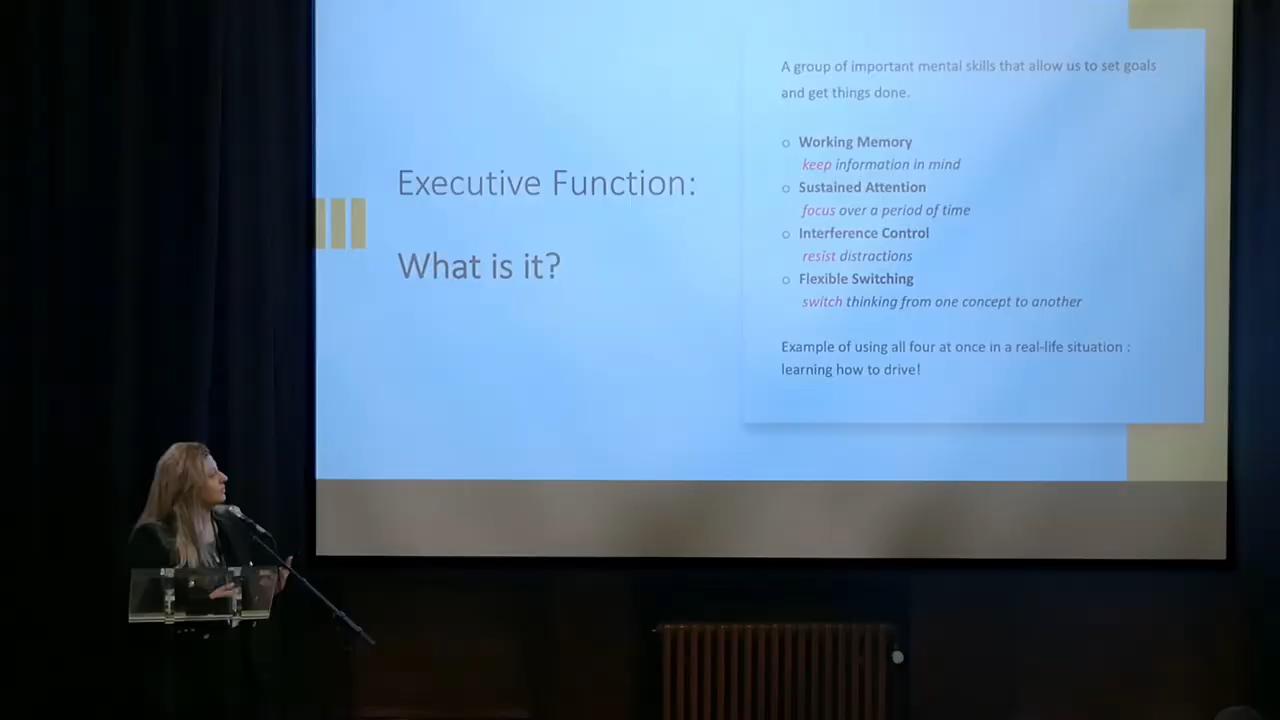 Executive Function:
What is it?
A group of important mental skills that allow us to set goals
and get things done.
○ Working Memory
keep information in mind
○ Sustained Attention
focus over a period of time
○ Interference Control
resist distractions
○ Flexible Switching
switch thinking from one concept to another
Example of using all four at once in a real-life situation :
learning how to drive!